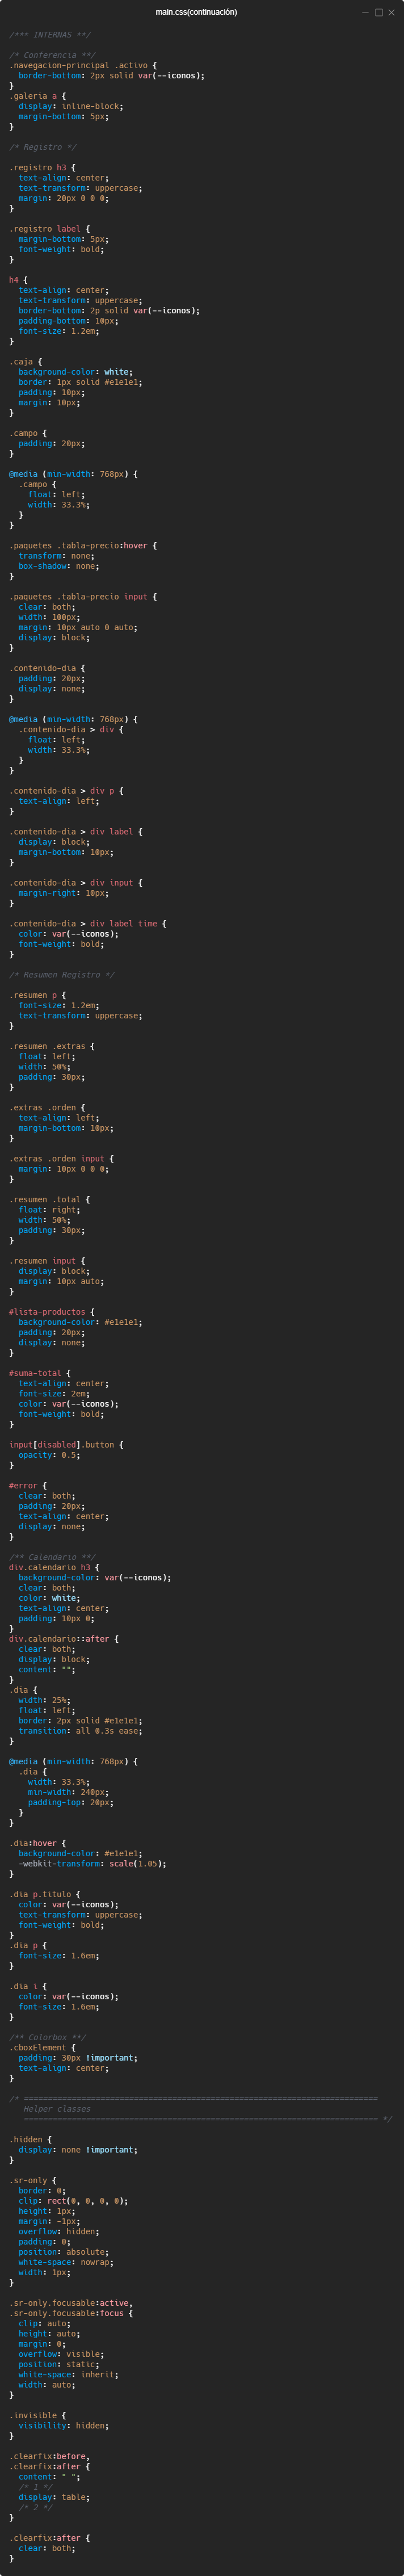 main.css(continuación)
/*** INTERNAS **/
/* Conferencia **/
.navegacion-principal .activo {
border-bottom: 2px solid var(--iconos);
}
.galeria a {
display: inline-block;
margin-bottom: 5px;
}
/* Registro */
.registro h3 {
text-align: center;
text-transform: uppercase;
margin: 20px 0 0 0;
}
.registro label {
margin-bottom: 5px;
font-weight: bold;
}
h4 {
text-align: center;
text-transform: uppercase;
border-bottom: 2p solid var(--iconos);
padding-bottom: 10px;
font-size: 1.2em;
}
.caja {
background-color: white;
border: 1px solid #e1e1e1;
padding: 10px;
margin: 10px;
}
.campo {
padding: 20px;
}
@media (min-width: 768px) {
.campo {
float: left;
width: 33.3%;
}
}
.paquetes .tabla-precio:hover {
transform: none;
box-shadow: none;
}
.paquetes .tabla-precio input {
clear: both;
width: 100px;
margin: 10px auto 0 auto;
display: block;
}
.contenido-dia {
padding: 20px;
display: none;
}
@media (min-width: 768px) {
.contenido-dia > div {
float: left;
width: 33.3%;
}
}
.contenido-dia > div p {
text-align: left;
}
.contenido-dia > div label {
display: block;
margin-bottom: 10px;
}
.contenido-dia > div input {
margin-right: 10px;
}
.contenido-dia > div label time {
color: var(--iconos);
font-weight: bold;
}
/* Resumen Registro */
.resumen p {
font-size: 1.2em;
text-transform: uppercase;
}
.resumen .extras {
float: left;
width: 50%;
padding: 30px;
}
.extras .orden {
text-align: left;
margin-bottom: 10px;
}
.extras .orden input {
margin: 10px 0 0 0;
}
.resumen .total {
float: right;
width: 50%;
padding: 30px;
}
.resumen input {
display: block;
margin: 10px auto;
}
#lista-productos {
background-color: #e1e1e1;
padding: 20px;
display: none;
}
#suma-total {
text-align: center;
font-size: 2em;
color: var(--iconos);
font-weight: bold;
}
input[disabled].button {
opacity: 0.5;
}
#error {
clear: both;
padding: 20px;
text-align: center;
display: none;
}
/** Calendario **/
div.calendario h3 {
background-color: var(--iconos);
clear: both;
color: white;
text-align: center;
padding: 10px 0;
}
div.calendario::after {
clear: both;
display: block;
content: "";
}
.dia {
width: 25%;
float: left;
border: 2px solid #e1e1e1;
transition: all 0.3s ease;
}
@media (min-width: 768px) {
.dia {
width: 33.3%;
min-width: 240px;
padding-top: 20px;
}
}
.dia:hover {
background-color: #e1e1e1;
-webkit-transform: scale(1.05);
}
.dia p.titulo {
color: var(--iconos);
text-transform: uppercase;
font-weight: bold;
}
.dia p {
font-size: 1.6em;
}
.dia i {
color: var(--iconos);
font-size: 1.6em;
}
/** Colorbox **/
.cboxElement {
padding: 30px !important;
text-align: center;
}
/* ==========================================================================
Helper classes
========================================================================== */
.hidden {
display: none !important;
}
.sr-only {
border: 0;
clip: rect(0, 0, 0, 0);
height: 1px;
margin: -1px;
overflow: hidden;
padding: 0;
position: absolute;
white-space: nowrap;
width: 1px;
}
.sr-only.focusable:active,
.sr-only.focusable:focus {
clip: auto;
height: auto;
margin: 0;
overflow: visible;
position: static;
white-space: inherit;
width: auto;
}
.invisible {
visibility: hidden;
}
.clearfix:before,
.clearfix:after {
content: " ";
/* 1 */
display: table;
/* 2 */
}
.clearfix:after {
clear: both;
}